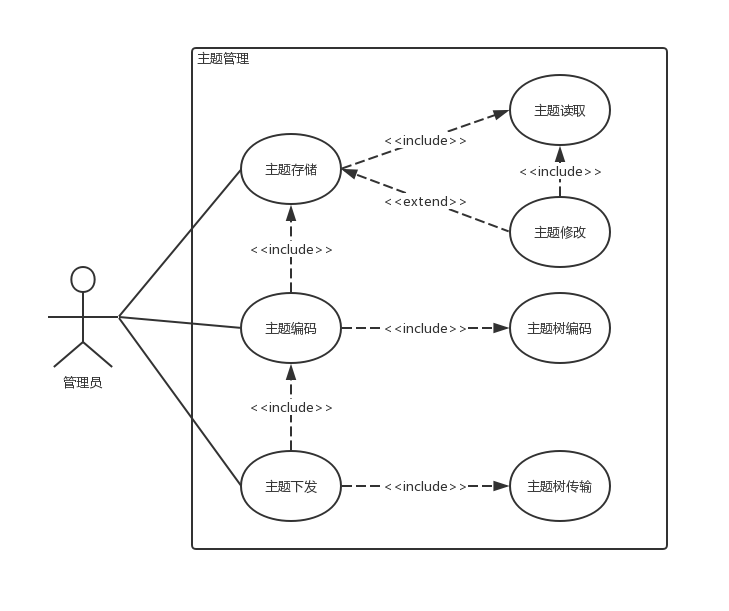 主题管理
主题读取
<<include>>
主题存储
<<include>>
<<extend>>
主题修改
<<include>>
主题编码
<<include>>
主题树编码
管理员
<<include>>
主题下发
<<include>>
主题树传输